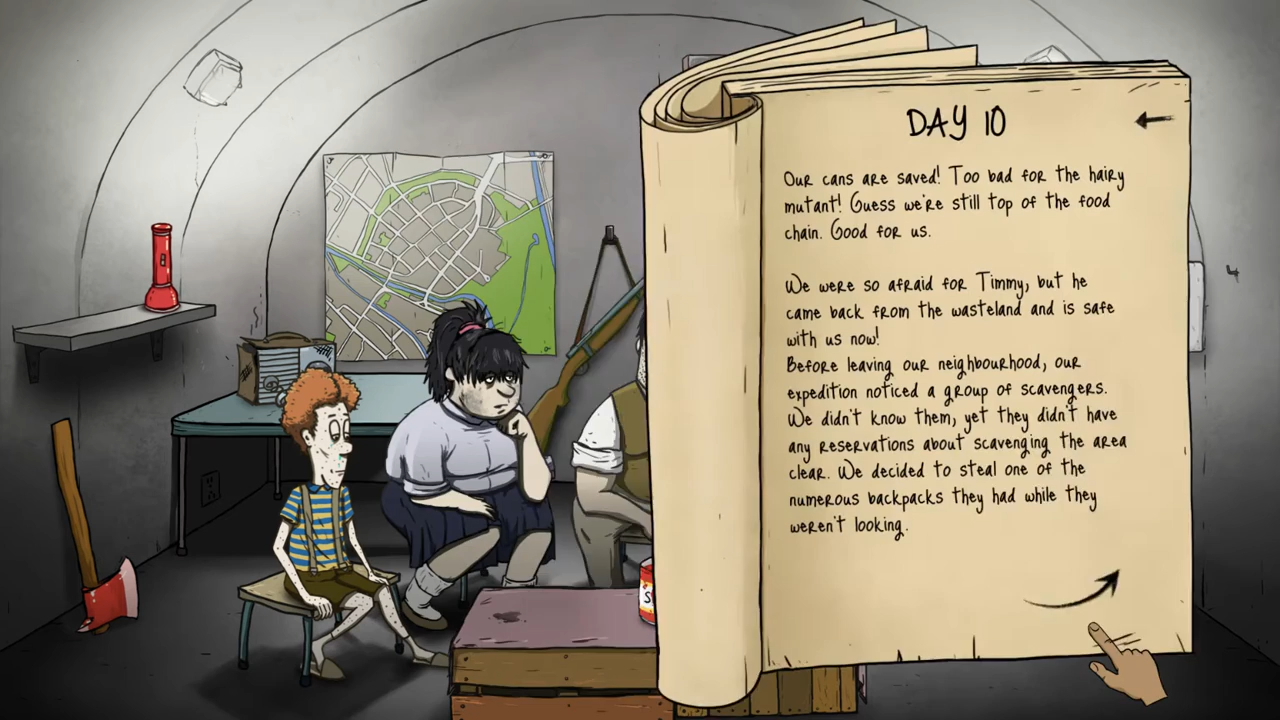 DAY 10
Our cans are saved! Too bad for the hairy
mutant! Guess we're still top of the food
chain. Good for us.
We were so afraid for Timmy, but he
came back from the wasteland and is safe
with us now!
Before leaving our neighbourhood, our
expedition noticed a group of scavengers.
We didn't know them, yet they didn't have
any reservations about scavenging the area
clear. We decided to steal one of the
numerous backpacks they had while they
weren't looking.